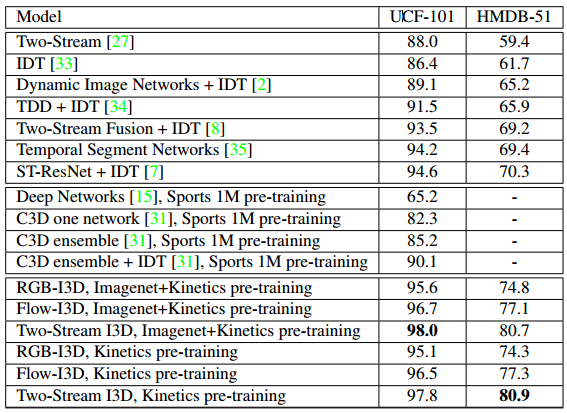 Model UCF-101 HMDB-51
Two-Stream [27] 88.0 59.4
IDT [33] 86.4 61.7
Dynamic Image Networks + IDT [2] 89.1 65.2
TDD + IDT [34] 91.5 65.9
Two-Stream Fusion + IDT [8] 93.5 69.2
Temporal Segment Networks [35] 94.2 69.4
ST-ResNet + IDT [7] 94.6 70.3
Deep Networks [15], Sports 1M pre-training 65.2 -
C3D one network [31], Sports 1M pre-training 82.3 -
C3D ensemble [31], Sports 1M pre-training 85.2 -
C3D ensemble + IDT [31], Sports 1M pre-training 90.1 -
RGB-I3D, Imagenet+Kinetics pre-training 95.6 74.8
Flow-I3D, Imagenet+Kinetics pre-training 96.7 77.1
Two-Stream I3D, Imagenet+Kinetics pre-training 98.0 80.7
RGB-I3D, Kinetics pre-training 95.1 74.3
Flow-I3D, Kinetics pre-training 96.5 77.3
Two-Stream I3D, Kinetics pre-training 97.8 80.9